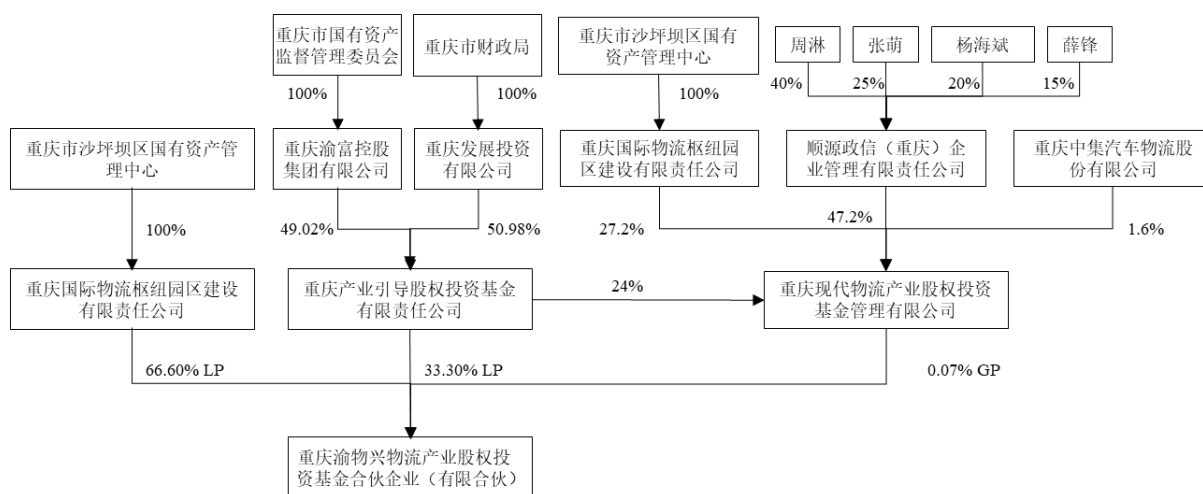 重庆市国有资产
监督管理委员会
重庆市财政局
重庆市沙坪坝区国有
资产管理中心
周淋
张萌
杨海斌
薛锋
100%
100%
100%
40%
25%
20%
15%
重庆市沙坪坝区国有资产管
理中心
重庆渝富控股
集团有限公司
重庆发展投资
有限公司
重庆国际物流枢纽园
区建设有限责任公司
顺源政信（重庆）企
业管理有限责任公司
重庆中集汽车物流股
份有限公司
100%
49.02%
50.98%
27.2%
47.2%
1.6%
重庆国际物流枢纽园区建设
有限责任公司
重庆产业引导股权投资基金
有限责任公司
24%
重庆现代物流产业股权投资
基金管理有限公司
66.60% LP
33.30% LP
0.07% GP
重庆渝物兴物流产业股权投
资基金合伙企业（有限合伙）